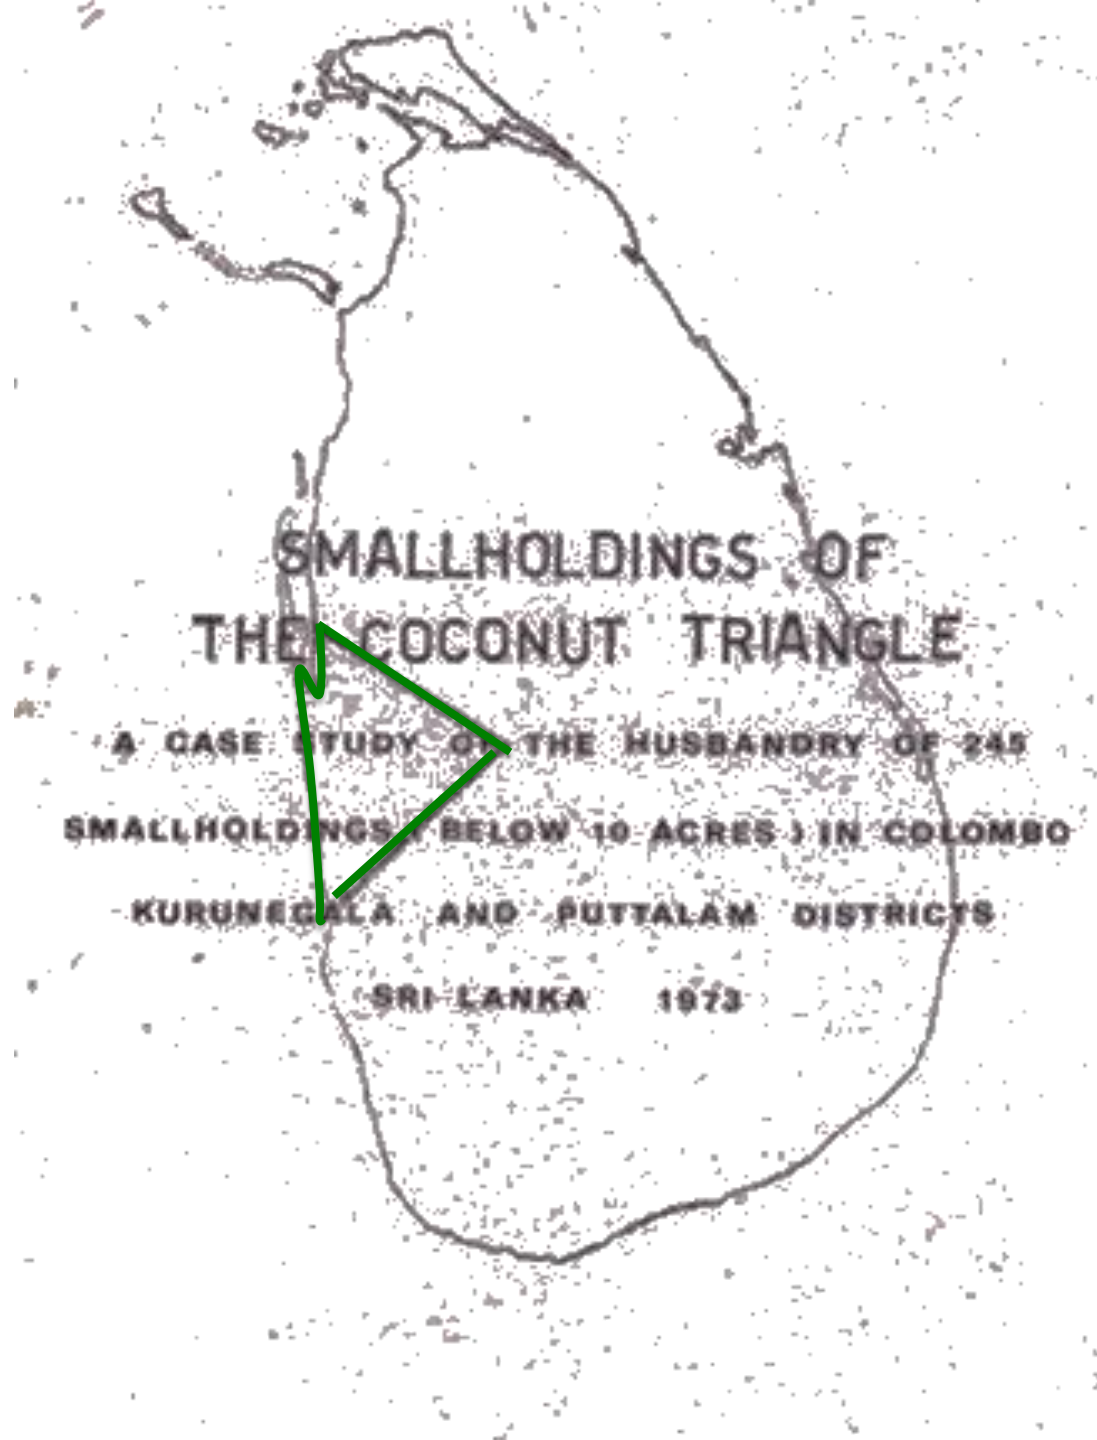 SMALLHOLDINGS OF
THE COCONUT TRIANGLE
A CASE STUDY OF THE HUSBANDRY OF 245
SMALLHOLDINGS ( BELOW 10 ACRES ) IN COLOMBO
KURUNEGALA AND PUTTALAM DISTRICTS
SRI LANKA 1973